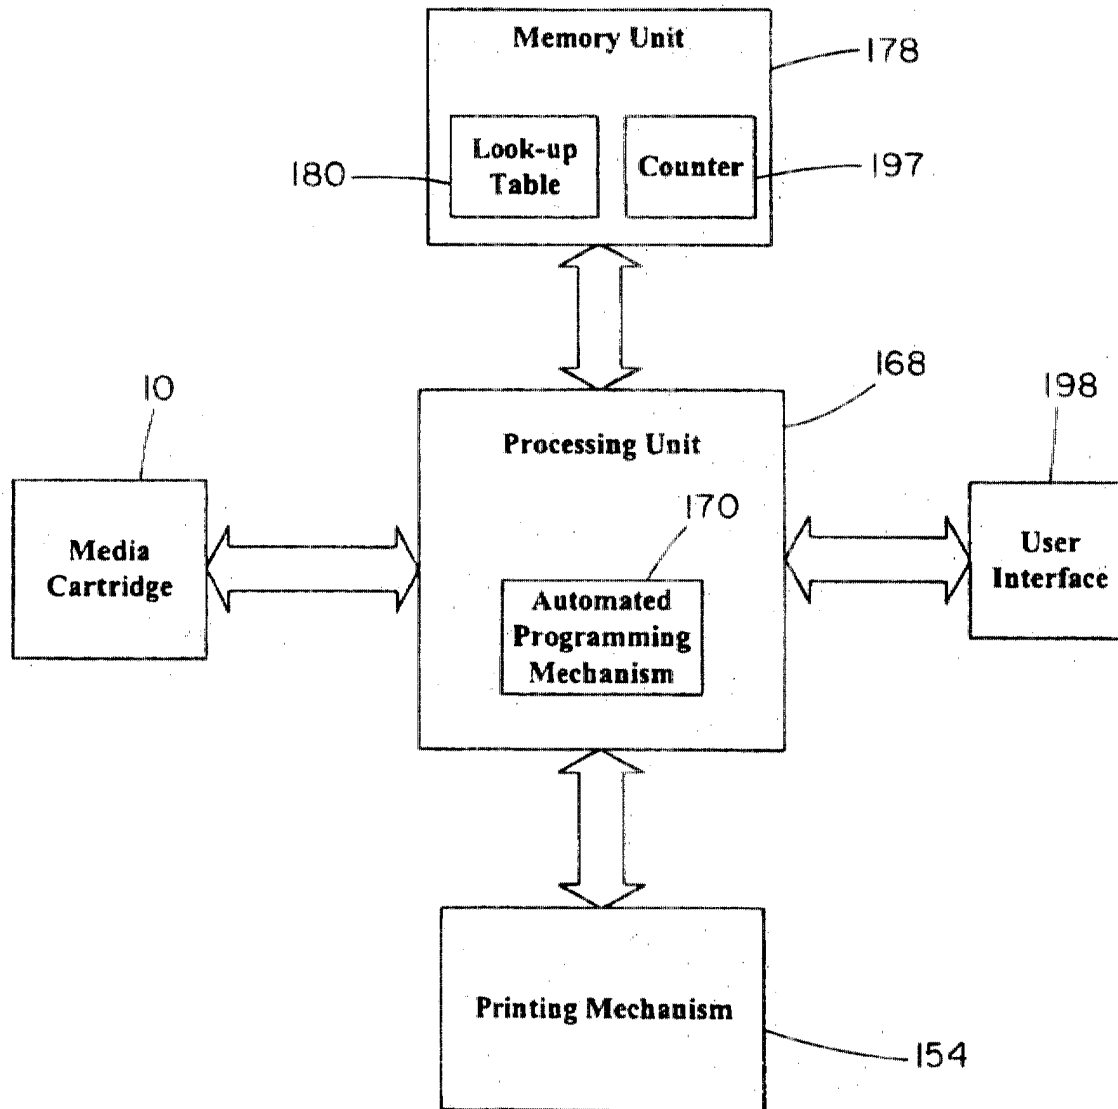 Memory Unit
178
Look-up
Table
Counter
180
197
10
168
198
Processing Unit
170
Media
Cartridge
User
Interface
Automated
Programming
Mechanism
Printing Mechanism
154